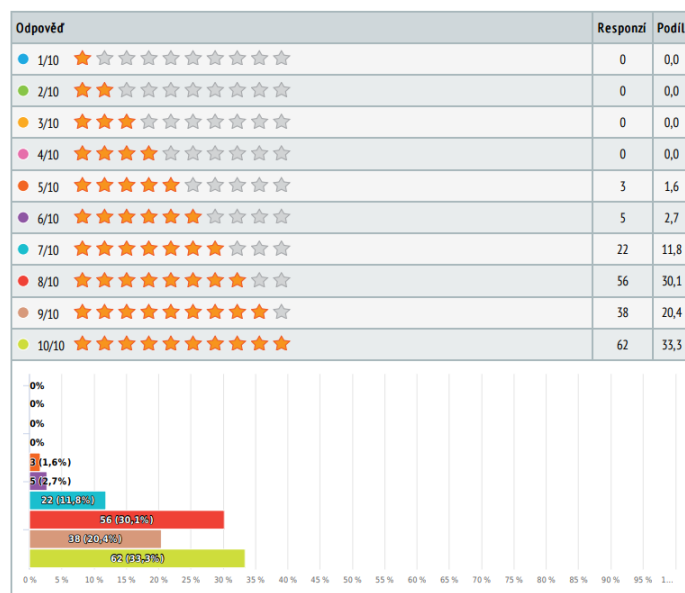 Odpověď Responzí Podíl
1/10 0 0,0
2/10 0 0,0
3/10 0 0,0
4/10 0 0,0
5/10 3 1,6
6/10 5 2,7
7/10 22 11,8
8/10 56 30,1
9/10 38 20,4
10/10 62 33,3
0%
0%
0%
0%
3 (1,6%)
5 (2,7%)
22 (11,8%)
56 (30,1%)
38 (20,4%)
62 (33,3%)
0 % 5 % 10 % 15 % 20 % 25 % 30 % 35 % 40 % 45 % 50 % 55 % 60 % 65 % 70 % 75 % 80 % 85 % 90 % 95 % 1...